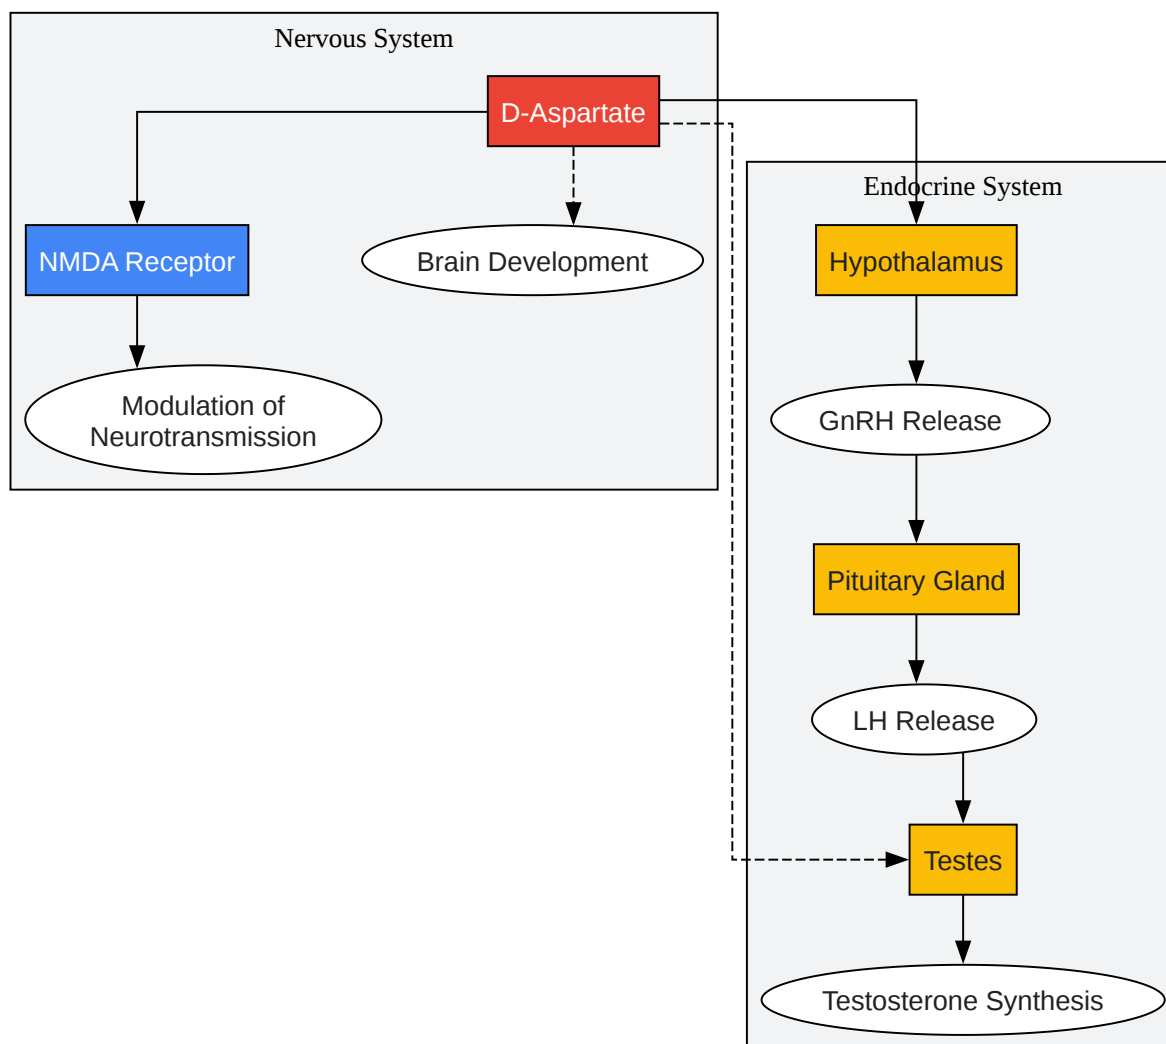 Nervous System
D-Aspartate
NMDA Receptor
Brain Development
Modulation of
Neurotransmission
Endocrine System
Hypothalamus
GnRH Release
Pituitary Gland
LH Release
Testes
Testosterone Synthesis